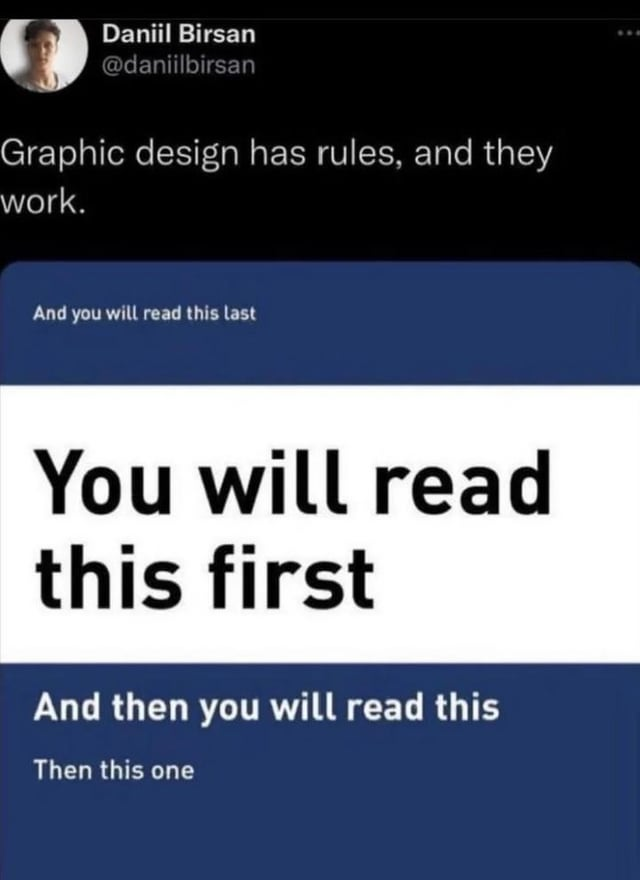 Daniil Birsan
@daniilbirsan
Graphic design has rules, and they
work.
And you will read this last
You will read
this first
And then you will read this
Then this one